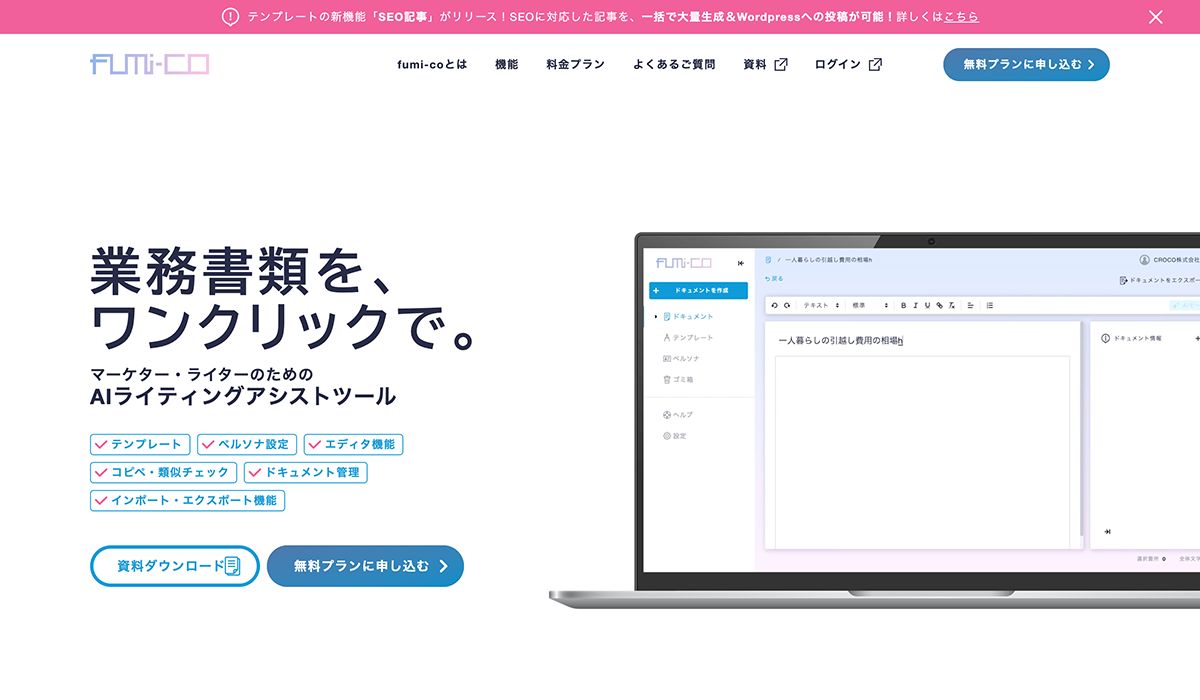 テンプレートの新機能「SEO記事」がリリース！SEOに対応した記事を、一括で大量生成&Wordpressへの投稿が可能！詳しくはこちら
FUMi-CO
fumi-coとは
機能
料金プラン
よくあるご質問
資料
ログイン
無料プランに申し込む
業務書類を、
ワンクリックで。
マーケター・ライターのための
AIライティングアシストツール
テンプレート
ペルソナ設定
エディタ機能
コピペ・類似チェック
ドキュメント管理
インポート・エクスポート機能
資料ダウンロード
無料プランに申し込む
FUMi-CO
+ ドキュメントを作成
ドキュメント
テンプレート
ペルソナ
ゴミ箱
ヘルプ
設定
/ 一人暮らしの引越し費用の相場h
CROCO株式会社
戻る
ドキュメントをエクスポー
テキスト
標準
B I U
一人暮らしの引越し費用の相場h
ドキュメント情報
選択箇所 0
全体文字